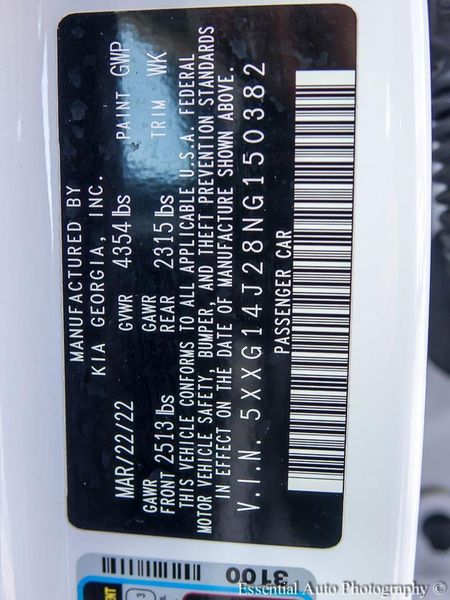 MANUFACTURED BY
KIA GEORGIA, INC.
MAR/22/22 GVWR 4354 lbs PAINT GWP
GAWR FRONT 2513 lbs GAWR REAR 2315 lbs TRIM WK
THIS VEHICLE CONFORMS TO ALL APPLICABLE U.S.A. FEDERAL
MOTOR VEHICLE SAFETY, BUMPER, AND THEFT PREVENTION STANDARDS
IN EFFECT ON THE DATE OF MANUFACTURE SHOWN ABOVE.
V.I.N. 5XXG14J28NG150382
PASSENGER CAR
3100
Essential Auto Photography ©